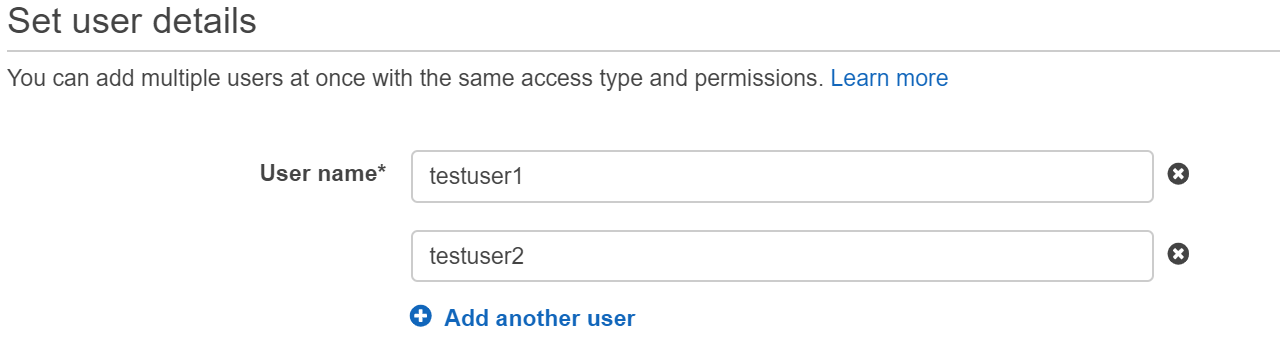 Set user details
You can add multiple users at once with the same access type and permissions. Learn more
User name* testuser1
testuser2
Add another user